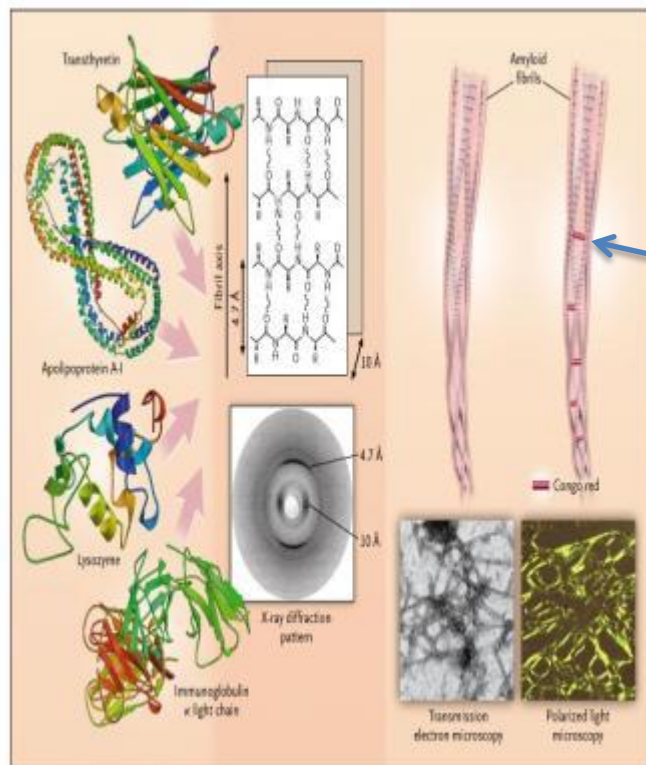 Transthyretin
Apolipoprotein A-I
Lysozyme
Immunoglobulin
κ light chain
Fibril axis
4.7 Å
10 Å
4.7 Å
10 Å
X-ray diffraction
pattern
Amyloid
fibrils
Congo red
Transmission
electron microscopy
Polarized light
microscopy